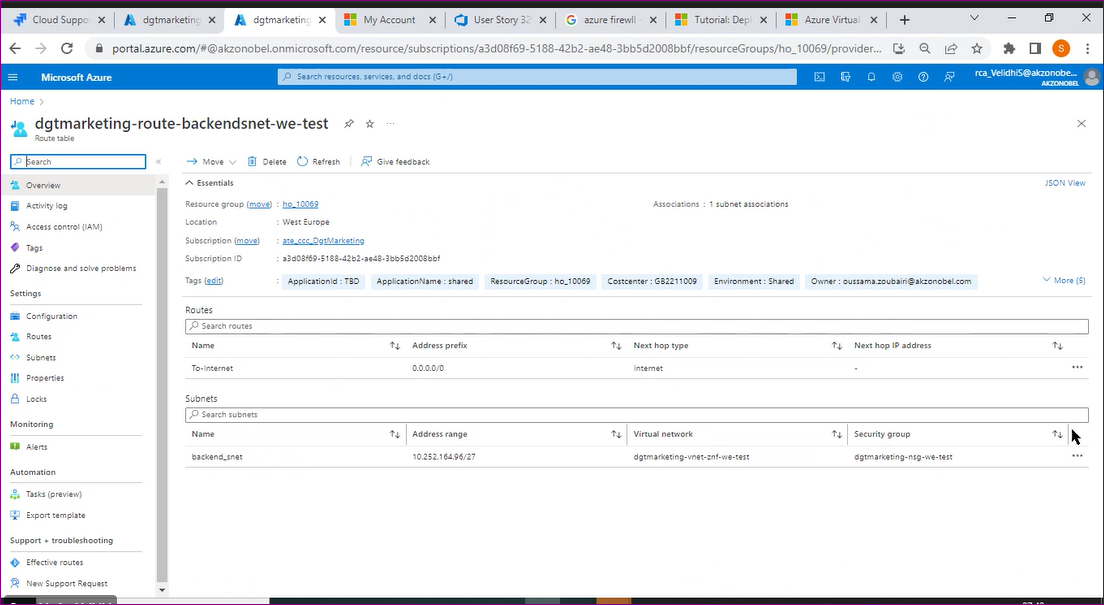 Cloud Suppo
dgtmarketing
dgtmarketing
My Account
User Story 32
azure firewll -
Tutorial: Dep
Azure Virtual
portal.azure.com/#@akzonobel.onmicrosoft.com/resource/subscriptions/a3d08f69-5188-42b2-ae48-3bb5d2008bbf/resourceGroups/ho_10069/provider...
S
Microsoft Azure
Search resources, services, and docs (G+/)
rca_VelidhiS@akzonobe...
AKZONOBEL
Home >
dgtmarketing-route-backendsnet-we-test
Route table
Search
Move
Delete
Refresh
Give feedback
Overview
Activity log
Access control (IAM)
Tags
Diagnose and solve problems
Settings
Configuration
Routes
Subnets
Properties
Locks
Monitoring
Alerts
Automation
Tasks (preview)
Export template
Support + troubleshooting
Effective routes
New Support Request
Essentials
JSON View
Resource group (move) : ho_10069
Associations : 1 subnet associations
Location : West Europe
Subscription (move) : ate_ccc_DgtMarketing
Subscription ID : a3d08f69-5188-42b2-ae48-3bb5d2008bbf
Tags (edit) : ApplicationId : TBD ApplicationName : shared ResourceGroup : ho_10069 Costcenter : GB2211009 Environment : Shared Owner : oussama.zoubairi@akzonobel.com More (5)
Routes
Search routes
Name Address prefix Next hop type Next hop IP address
To-Internet 0.0.0.0/0 Internet -
Subnets
Search subnets
Name Address range Virtual network Security group
backend_snet 10.252.164.96/27 dgtmarketing-vnet-znf-we-test dgtmarketing-nsg-we-test